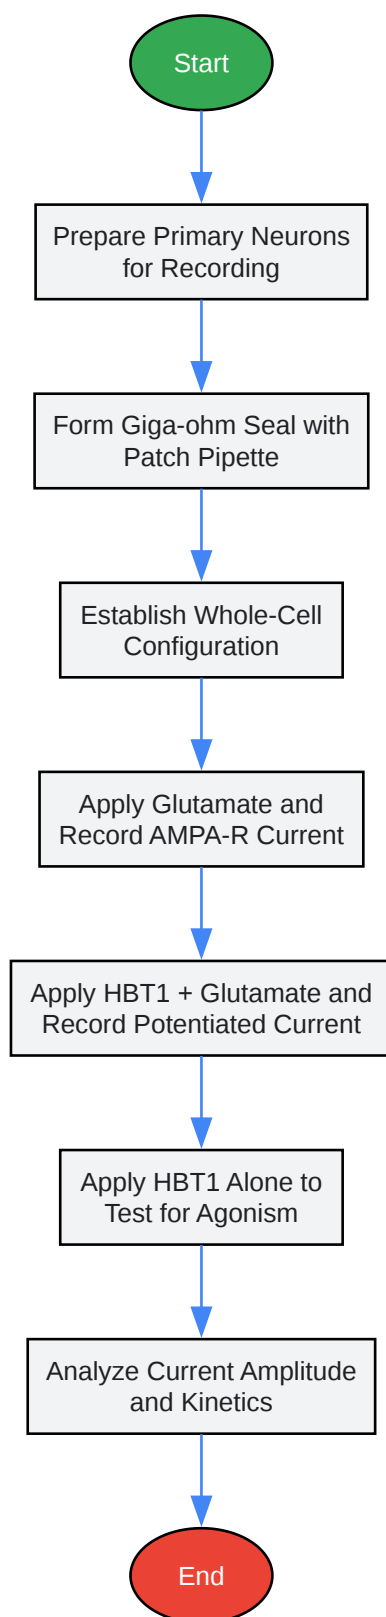 Start
Prepare Primary Neurons
for Recording
Form Giga-ohm Seal with
Patch Pipette
Establish Whole-Cell
Configuration
Apply Glutamate and
Record AMPA-R Current
Apply HBT1 + Glutamate and
Record Potentiated Current
Apply HBT1 Alone to
Test for Agonism
Analyze Current Amplitude
and Kinetics
End